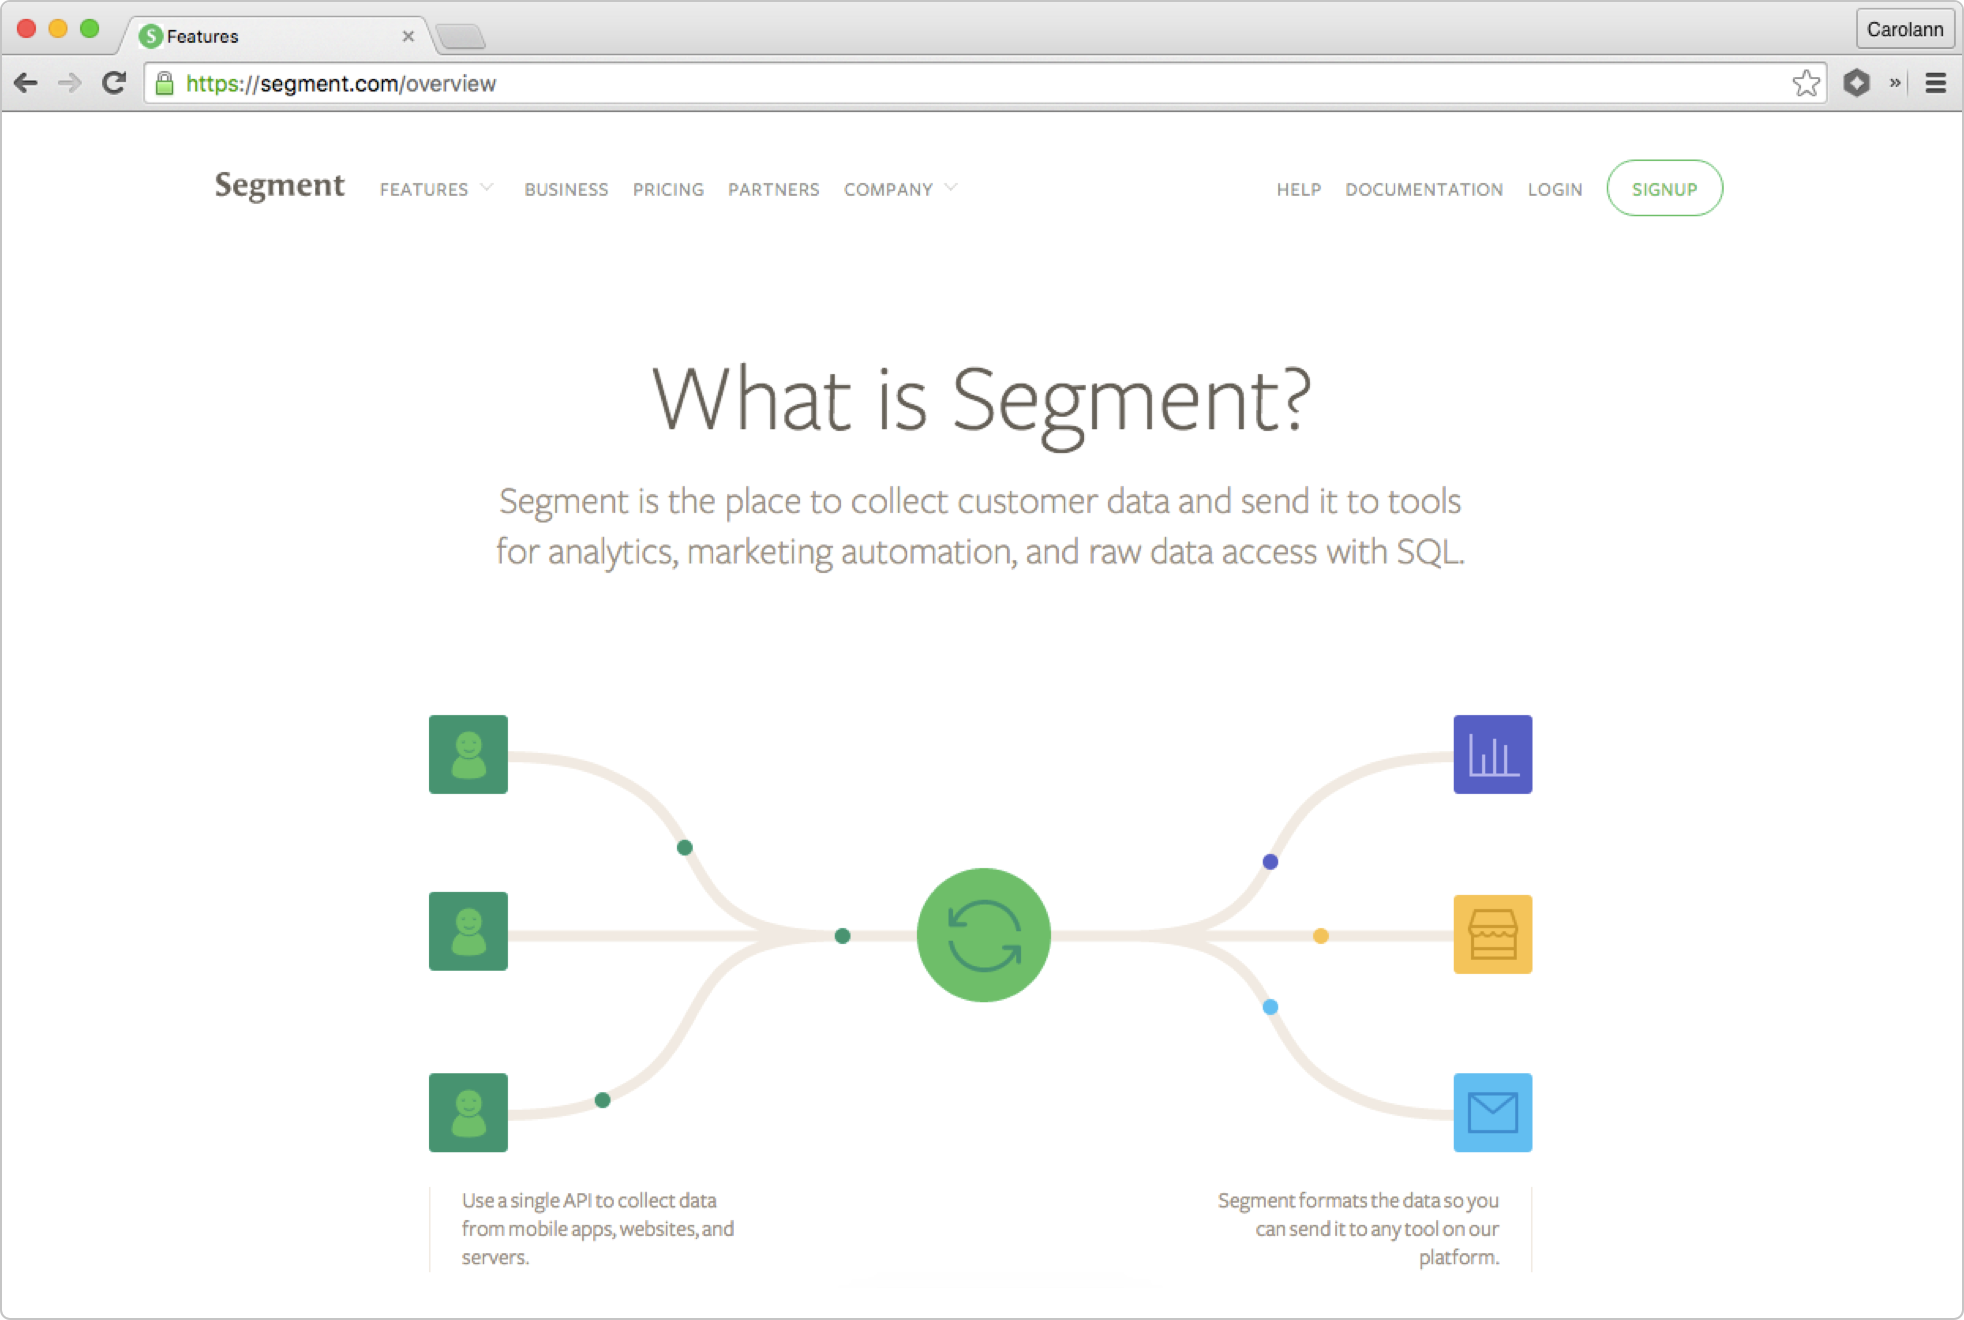 S Features
Carolann
https://segment.com/overview
»
Segment FEATURES BUSINESS PRICING PARTNERS COMPANY HELP DOCUMENTATION LOGIN SIGNUP
What is Segment?
Segment is the place to collect customer data and send it to tools
for analytics, marketing automation, and raw data access with SQL.
Use a single API to collect data
from mobile apps, websites, and
servers.
Segment formats the data so you
can send it to any tool on our
platform.